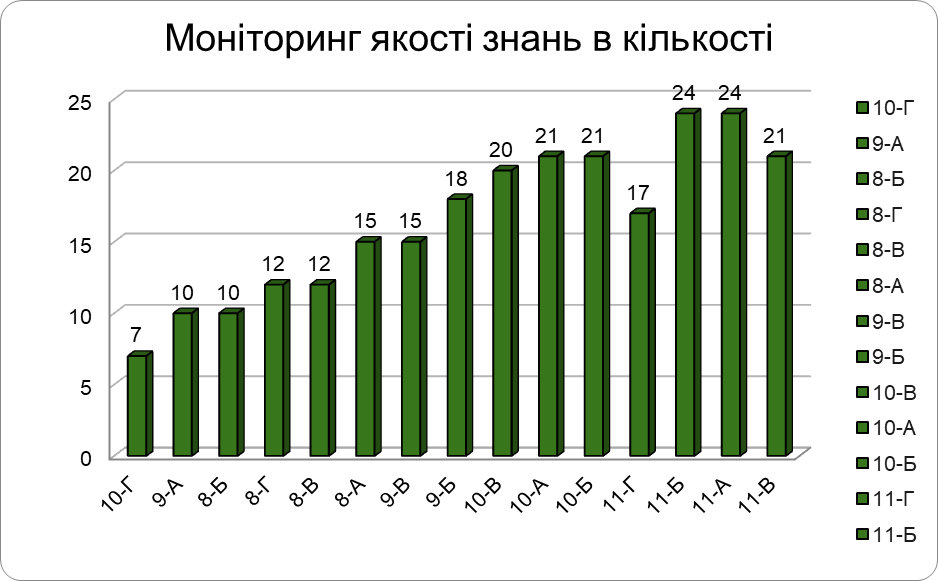 Моніторинг якості знань в кількості
25
20
15
10
5
0
7
10
10
12
12
15
15
18
20
21
21
17
24
24
21
10-Г
9-А
8-Б
8-Г
8-В
8-А
9-В
9-Б
10-В
10-А
10-Б
11-Г
11-Б
11-А
11-В
10-Г
9-А
8-Б
8-Г
8-В
8-А
9-В
9-Б
10-В
10-А
10-Б
11-Г
11-Б